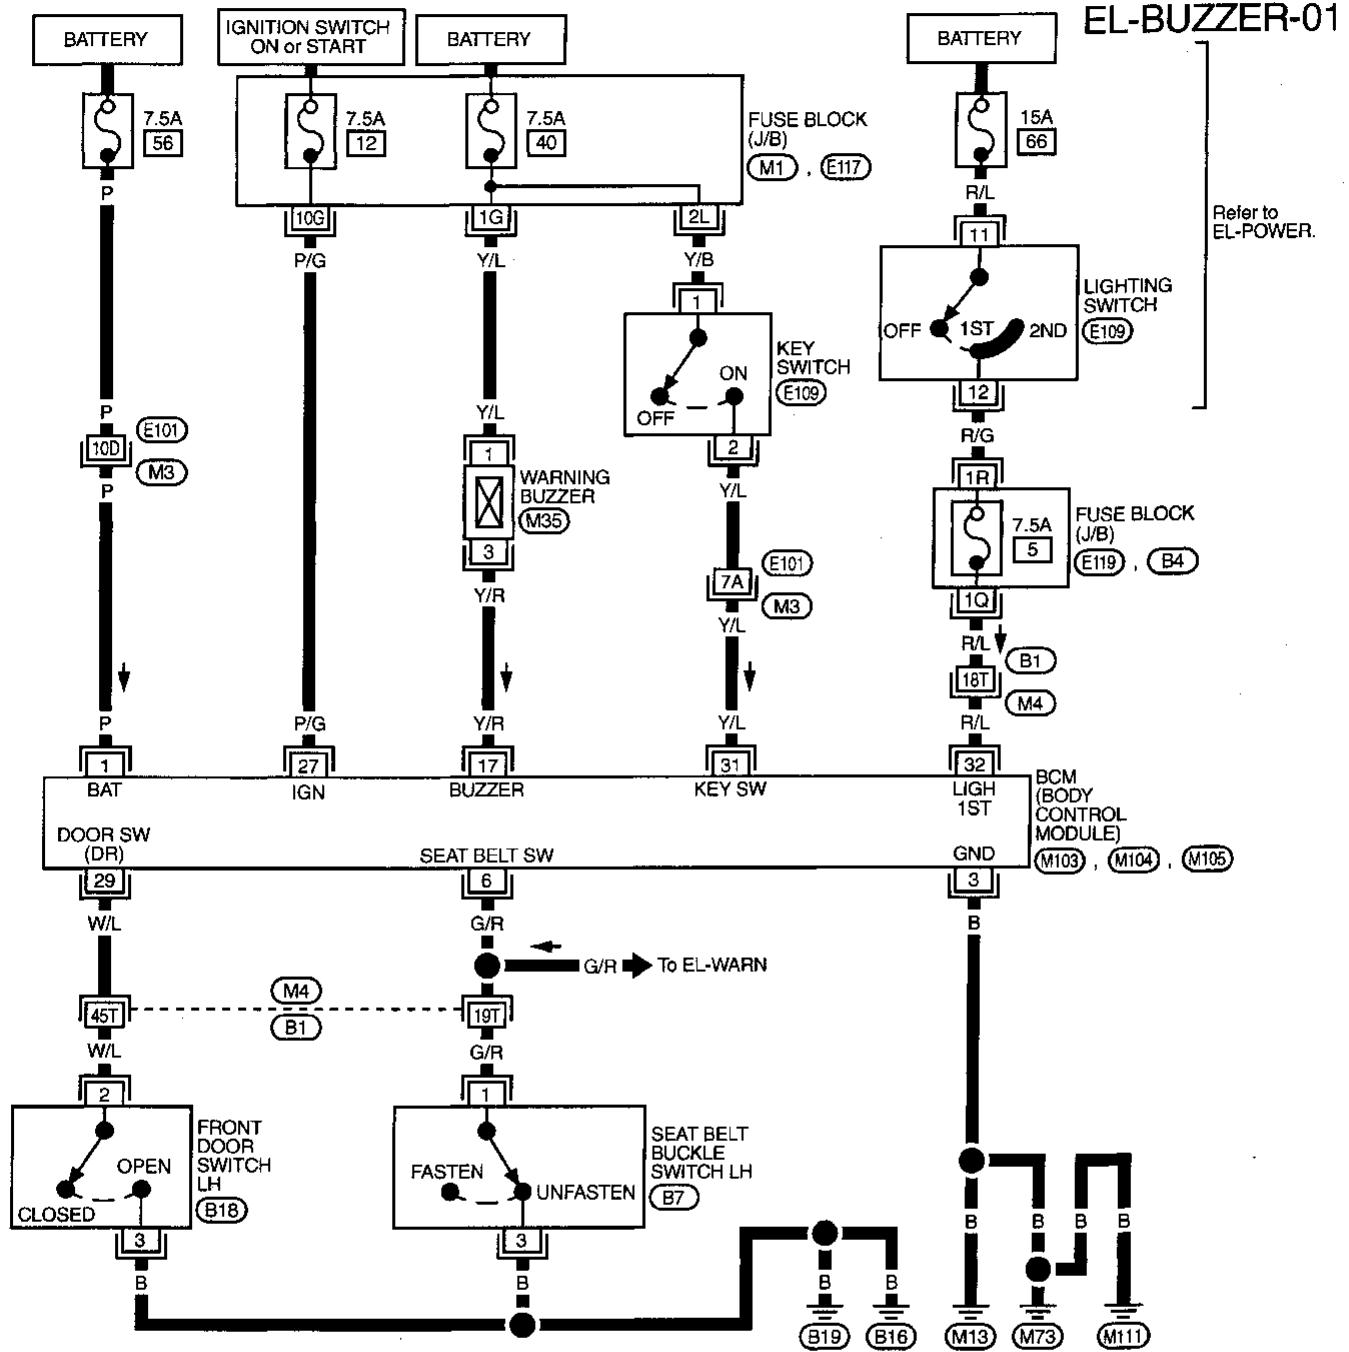 EL-BUZZER-01
BATTERY
IGNITION SWITCH
ON or START
BATTERY
BATTERY
7.5A
56
7.5A
12
7.5A
40
FUSE BLOCK
(J/B)
M1 , E117
15A
66
Refer to
EL-POWER.
P
10G
1G
2L
R/L
P/G
Y/L
Y/B
11
1
LIGHTING
SWITCH
E109
OFF
1ST
2ND
KEY
SWITCH
E109
ON
OFF
12
P
10D
E101
M3
P
Y/L
1
WARNING
BUZZER
M35
3
Y/R
2
Y/L
7A
E101
M3
Y/L
R/G
1R
7.5A
5
FUSE BLOCK
(J/B)
E119 , B4
1Q
R/L
B1
18T
M4
P
P/G
Y/R
Y/L
R/L
1
27
17
31
32
BAT
IGN
BUZZER
KEY SW
LIGH
1ST
BCM
(BODY
CONTROL
MODULE)
M103 , M104 , M105
DOOR SW
(DR)
SEAT BELT SW
GND
29
6
3
W/L
G/R
B
G/R
To EL-WARN
45T
M4
B1
19T
W/L
G/R
2
1
FRONT
DOOR
SWITCH
LH
B18
OPEN
CLOSED
SEAT BELT
BUCKLE
SWITCH LH
B7
FASTEN
UNFASTEN
3
3
B
B
B
B
B
B
B
B
B19
B16
M13
M73
M111